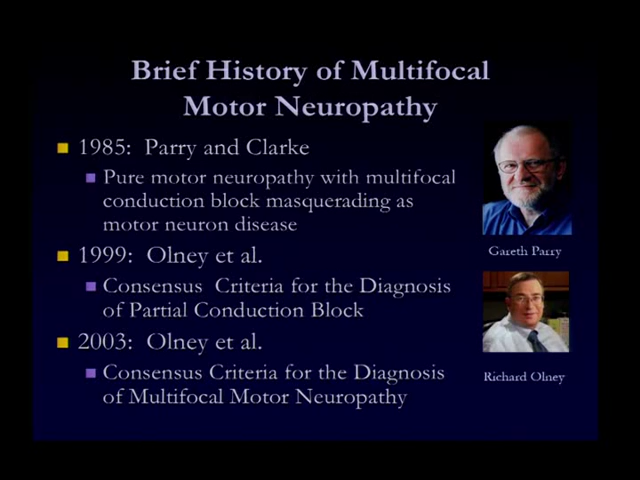 Brief History of Multifocal
Motor Neuropathy
1985: Parry and Clarke
Pure motor neuropathy with multifocal
conduction block masquerading as
motor neuron disease
Gareth Parry
1999: Olney et al.
Consensus Criteria for the Diagnosis
of Partial Conduction Block
2003: Olney et al.
Consensus Criteria for the Diagnosis
of Multifocal Motor Neuropathy
Richard Olney